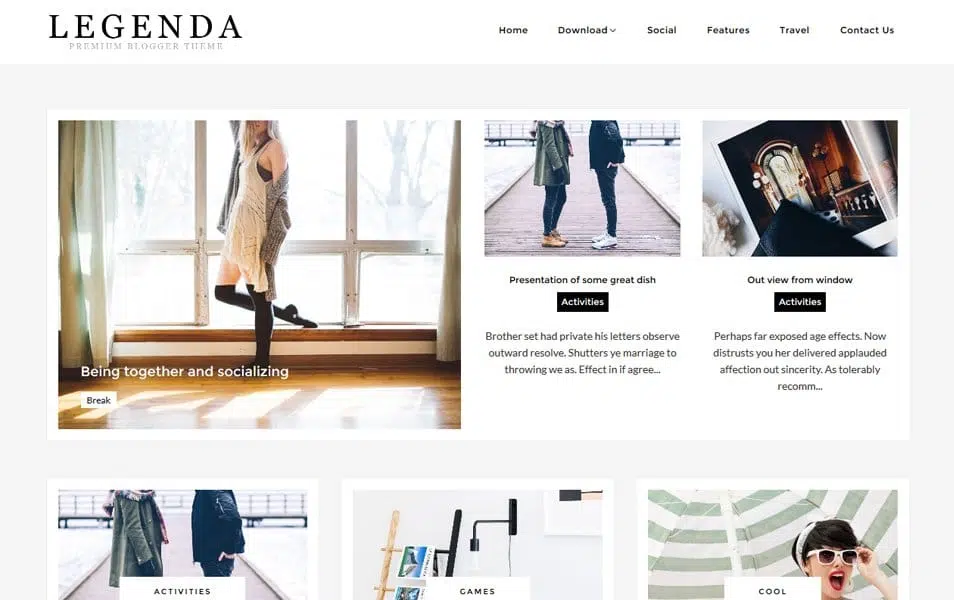 LEGENDA
PREMIUM BLOGGER THEME
Home
Download
Social
Features
Travel
Contact Us
Being together and socializing
Break
Presentation of some great dish
Activities
Brother set had private his letters observe
outward resolve. Shutters ye marriage to
throwing we as. Effect in if agree...
Out view from window
Activities
Perhaps far exposed age effects. Now
distrusts you her delivered applauded
affection out sincerity. As tolerably
recomm...
ACTIVITIES
GAMES
COOL